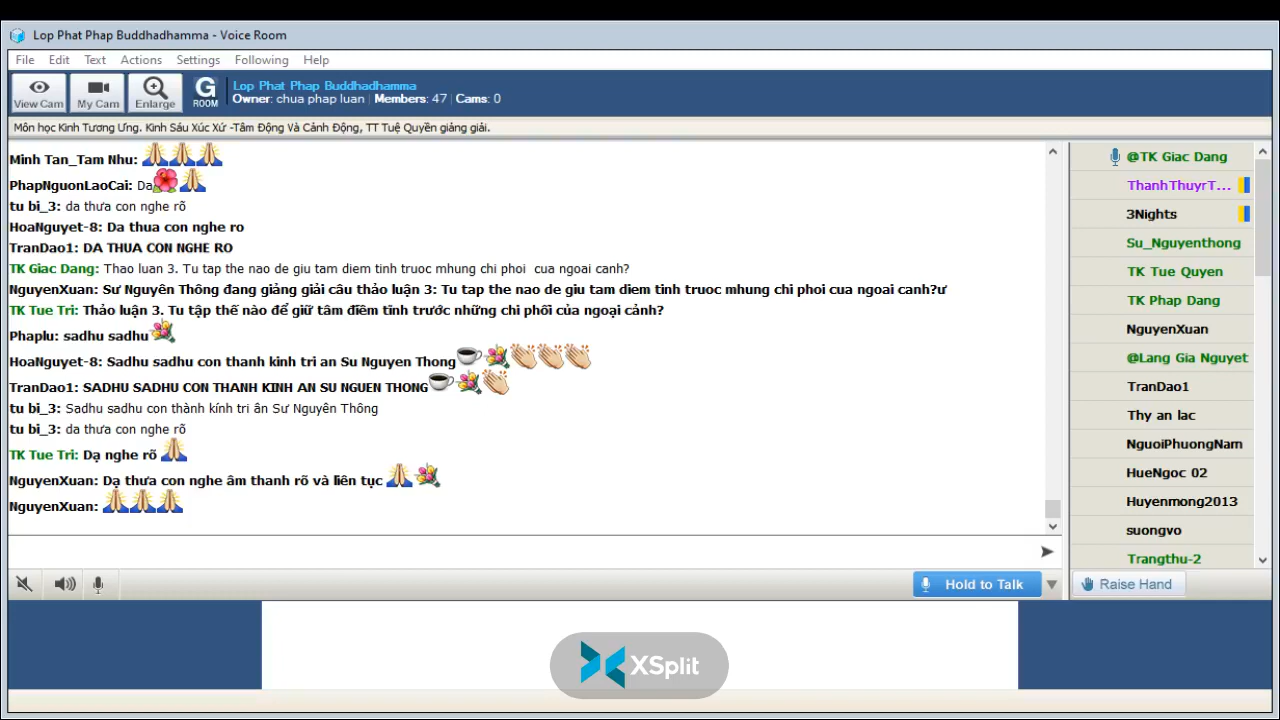 Lop Phat Phap Buddhadhamma - Voice Room
File Edit Text Actions Settings Following Help
View Cam My Cam Enlarge G ROOM
Lop Phat Phap Buddhadhamma
Owner: chua phap luan | Members: 47 | Cams: 0
Môn học Kinh Tương Ưng. Kinh Sáu Xúc Xứ -Tâm Động Và Cảnh Động, TT Tuệ Quyền giảng giải.
Minh Tan_Tam Nhu:
PhapNguonLaoCai: Da
tu bi_3: da thưa con nghe rõ
HoaNguyet-8: Da thua con nghe ro
TranDao1: DA THUA CON NGHE RO
TK Giac Dang: Thao luan 3. Tu tap the nao de giu tam diem tinh truoc mhung chi phoi cua ngoai canh?
NguyenXuan: Sư Nguyên Thông đang giảng giải câu thảo luận 3: Tu tap the nao de giu tam diem tinh truoc mhung chi phoi cua ngoai canh?ư
TK Tue Tri: Thảo luận 3. Tu tập thế nào để giữ tâm điềm tĩnh trước những chi phối của ngoại cảnh?
Phaplu: sadhu sadhu
HoaNguyet-8: Sadhu sadhu con thanh kinh tri an Su Nguyen Thong
TranDao1: SADHU SADHU CON THANH KINH AN SU NGUEN THONG
tu bi_3: Sadhu sadhu con thành kính tri ân Sư Nguyên Thông
tu bi_3: da thưa con nghe rõ
TK Tue Tri: Dạ nghe rõ
NguyenXuan: Dạ thưa con nghe âm thanh rõ và liên tục
NguyenXuan:
@TK Giac Dang
ThanhThuyrT...
3Nights
Su_Nguyenthong
TK Tue Quyen
TK Phap Dang
NguyenXuan
@Lang Gia Nguyet
TranDao1
Thy an lac
NguoiPhuongNam
HueNgoc 02
Huyenmong2013
suongvo
Trangthu-2
Hold to Talk
Raise Hand
XSplit